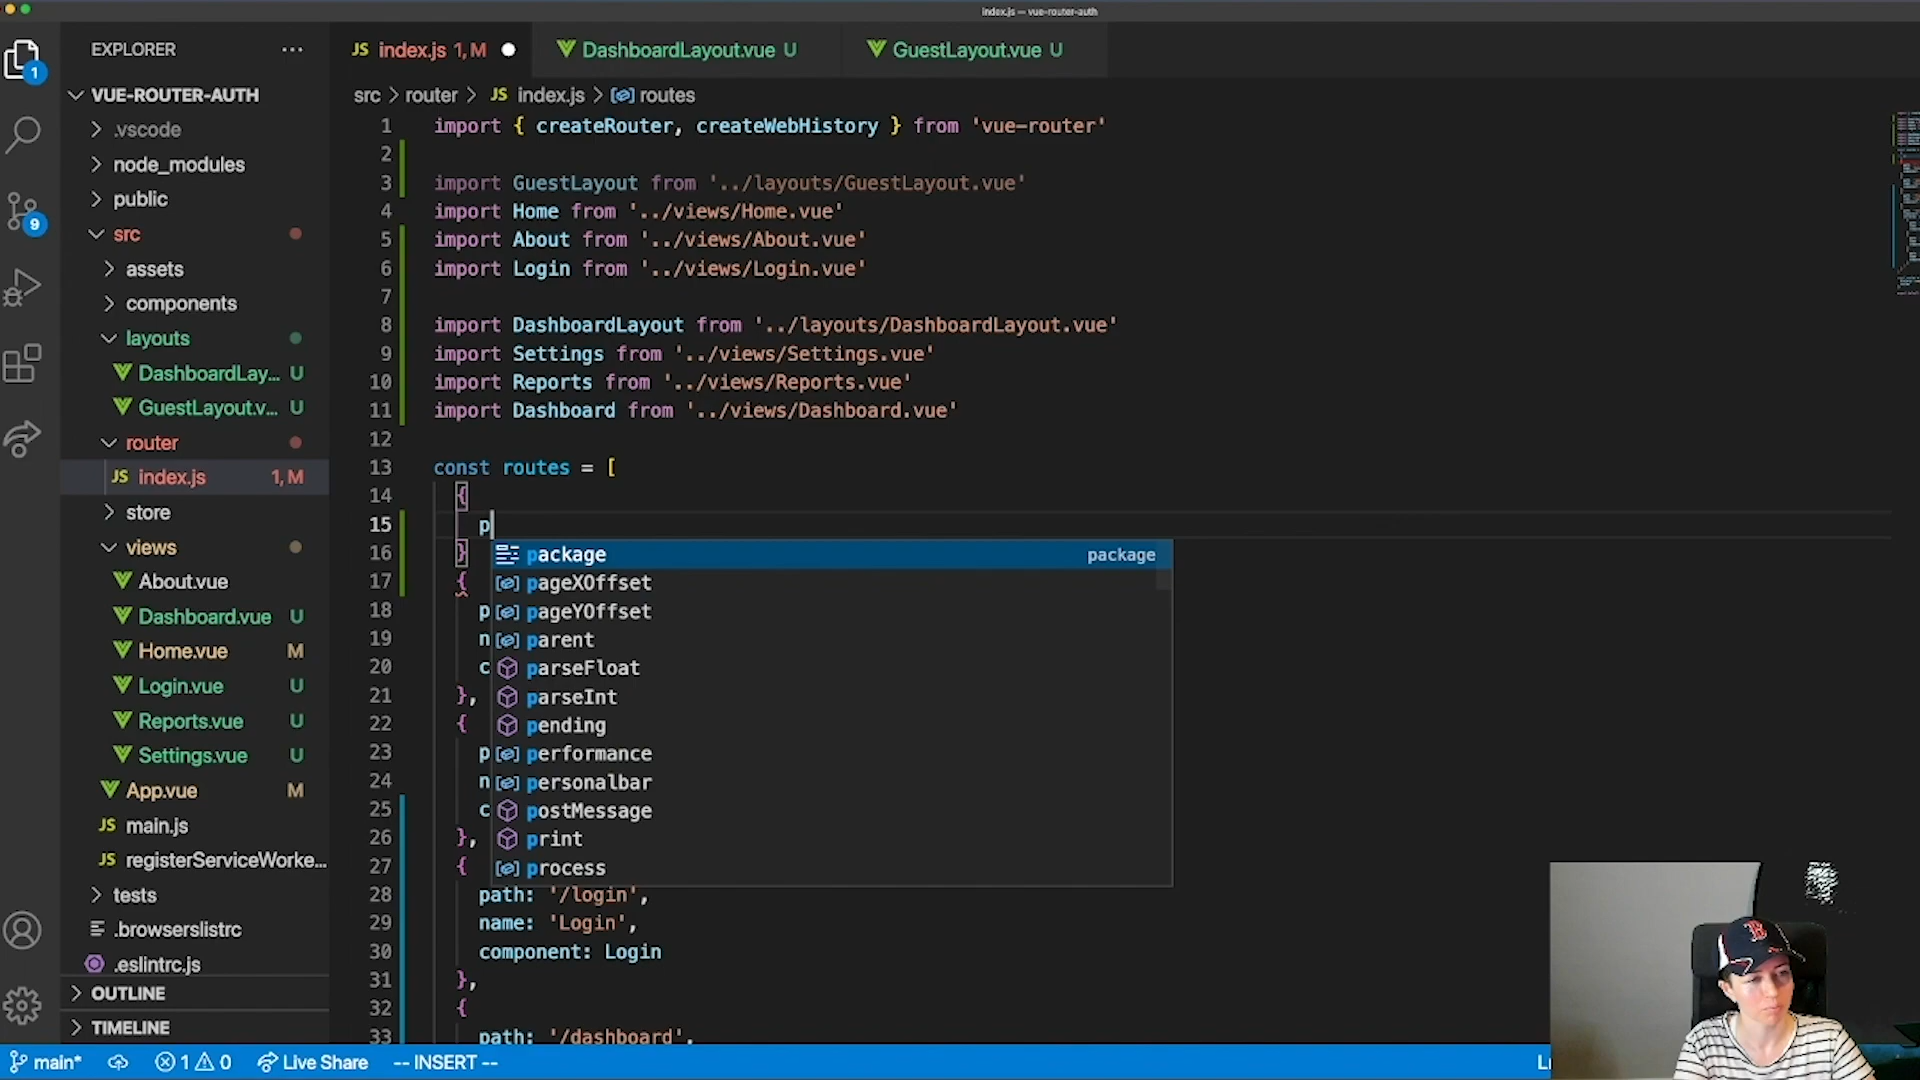 index.js — vue-router-auth
EXPLORER ...
JS index.js 1, M
DashboardLayout.vue U
GuestLayout.vue U
1
VUE-ROUTER-AUTH
src > router > JS index.js > routes
.vscode
node_modules
public
9
src
assets
components
layouts
DashboardLay... U
GuestLayout.v... U
router
JS index.js 1, M
store
views
About.vue
Dashboard.vue U
Home.vue M
Login.vue U
Reports.vue U
Settings.vue U
App.vue M
JS main.js
JS registerServiceWorke...
tests
.browserslistrc
.eslintrc.js
OUTLINE
TIMELINE
1 import { createRouter, createWebHistory } from 'vue-router'
2
3 import GuestLayout from '../layouts/GuestLayout.vue'
4 import Home from '../views/Home.vue'
5 import About from '../views/About.vue'
6 import Login from '../views/Login.vue'
7
8 import DashboardLayout from '../layouts/DashboardLayout.vue'
9 import Settings from '../views/Settings.vue'
10 import Reports from '../views/Reports.vue'
11 import Dashboard from '../views/Dashboard.vue'
12
13 const routes = [
14 {
15 p
16 }
17 {
18 p
19 n
20 c
21 },
22 {
23 p
24 n
25 c
26 },
27 {
28 path: '/login',
29 name: 'Login',
30 component: Login
31 },
32 {
33 path: '/dashboard',
package package
pageXOffset
pageYOffset
parent
parseFloat
parseInt
pending
performance
personalbar
postMessage
print
process
main* 1 0 Live Share -- INSERT --